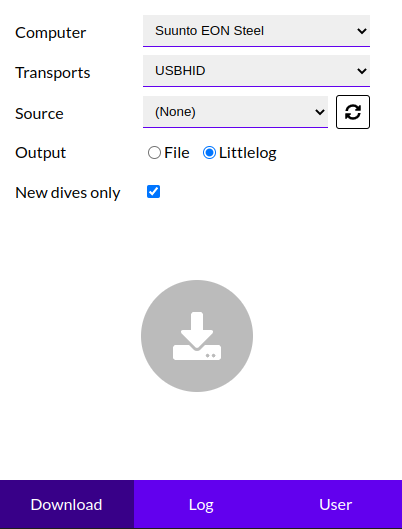 Computer Suunto EON Steel
Transports USBHID
Source (None)
Output File Littlelog
New dives only
Download Log User